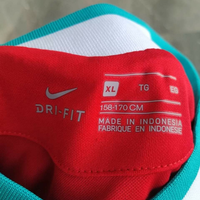 DRI-FIT
XL TG
158-170 CM
MADE IN INDONESIA
FABRIQUÉ EN INDONÉSIE